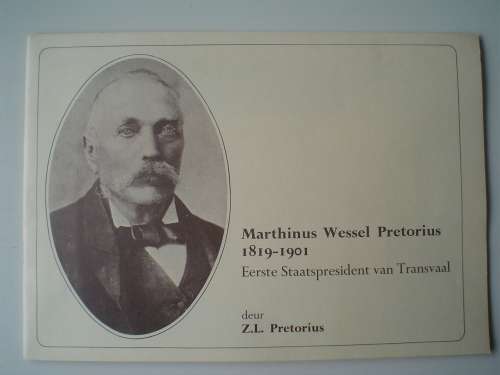 Marthinus Wessel Pretorius
1819-1901
Eerste Staatspresident van Transvaal
deur
Z.L. Pretorius